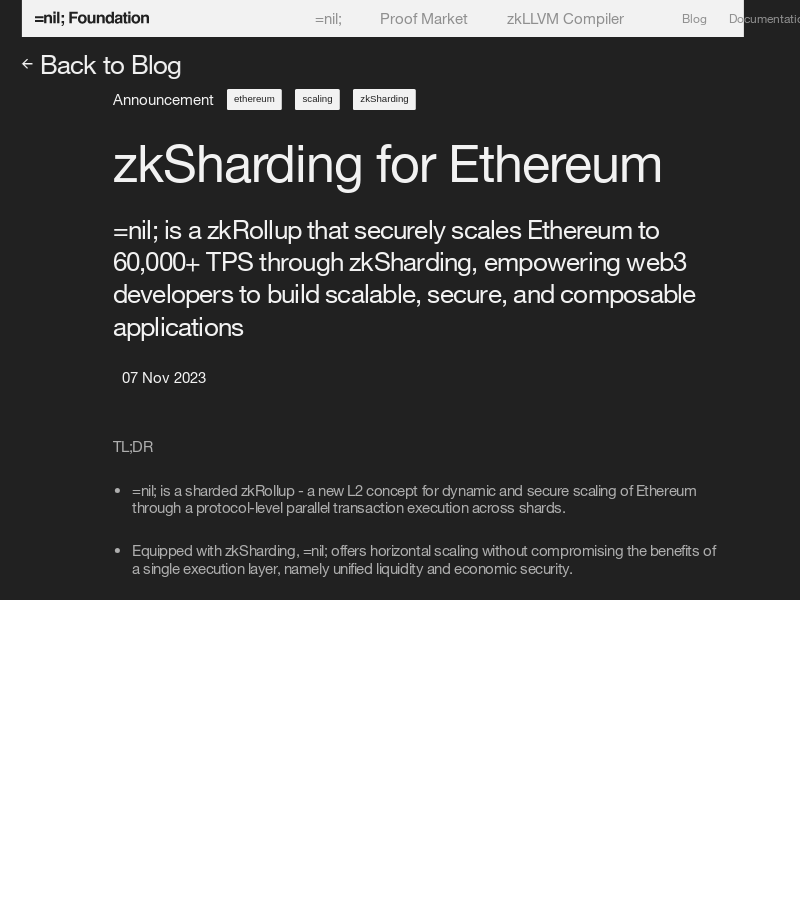 =nil; Foundation
=nil;
Proof Market
zkLLVM Compiler
Blog
Documentatio
← Back to Blog
Announcement
ethereum
scaling
zkSharding
zkSharding for Ethereum
=nil; is a zkRollup that securely scales Ethereum to
60,000+ TPS through zkSharding, empowering web3
developers to build scalable, secure, and composable
applications
07 Nov 2023
TL;DR
• =nil; is a sharded zkRollup - a new L2 concept for dynamic and secure scaling of Ethereum
through a protocol-level parallel transaction execution across shards.
• Equipped with zkSharding, =nil; offers horizontal scaling without compromising the benefits of
a single execution layer, namely unified liquidity and economic security.